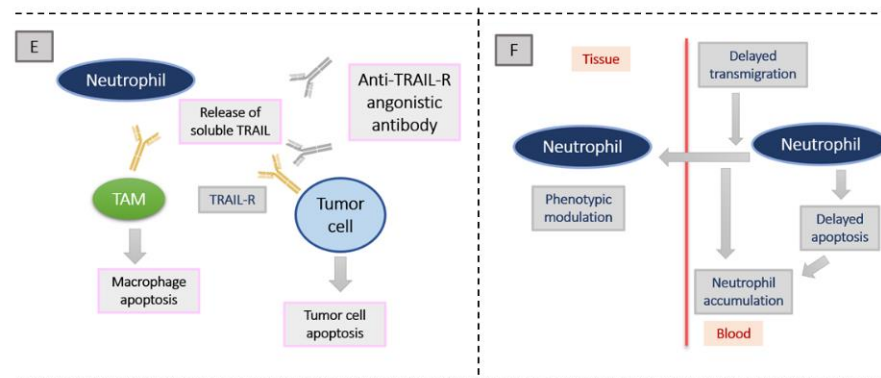 E
Neutrophil
Release of
soluble TRAIL
Anti-TRAIL-R
angonistic
antibody
TAM
TRAIL-R
Tumor
cell
Macrophage
apoptosis
Tumor cell
apoptosis
F
Tissue
Delayed
transmigration
Neutrophil
Neutrophil
Phenotypic
modulation
Delayed
apoptosis
Neutrophil
accumulation
Blood